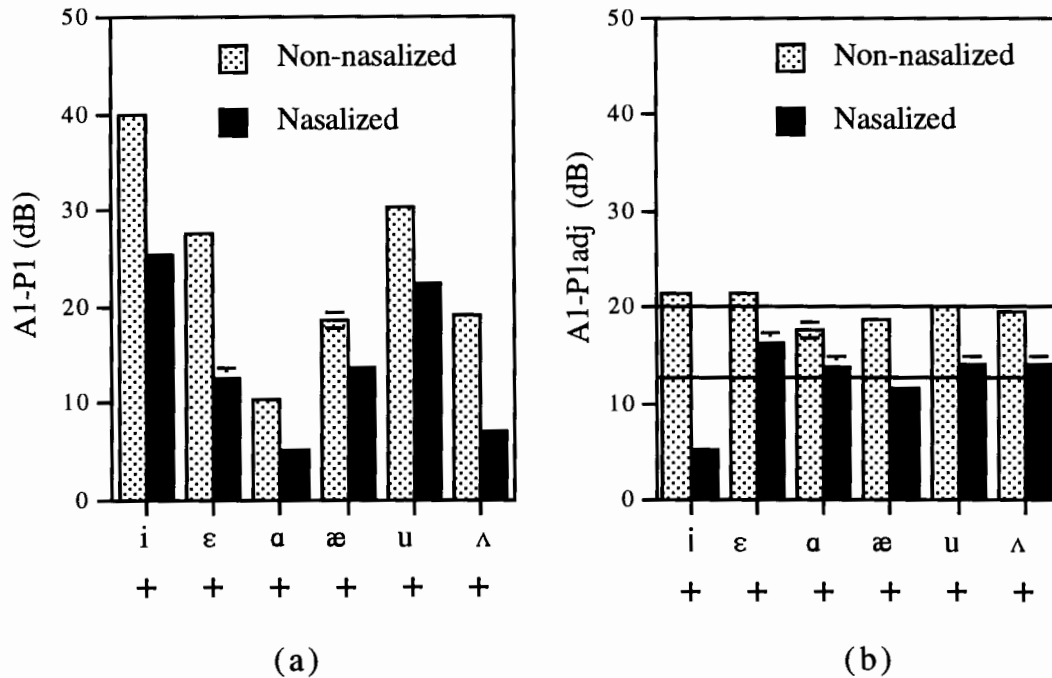 50
40
30
20
10
0
A1-P1 (dB)
Non-nasalized
Nasalized
i ε ɑ æ u ʌ
+ + + + + +
(a)
50
40
30
20
10
0
A1-P1adj (dB)
Non-nasalized
Nasalized
i ε ɑ æ u ʌ
+ + + + + +
(b)